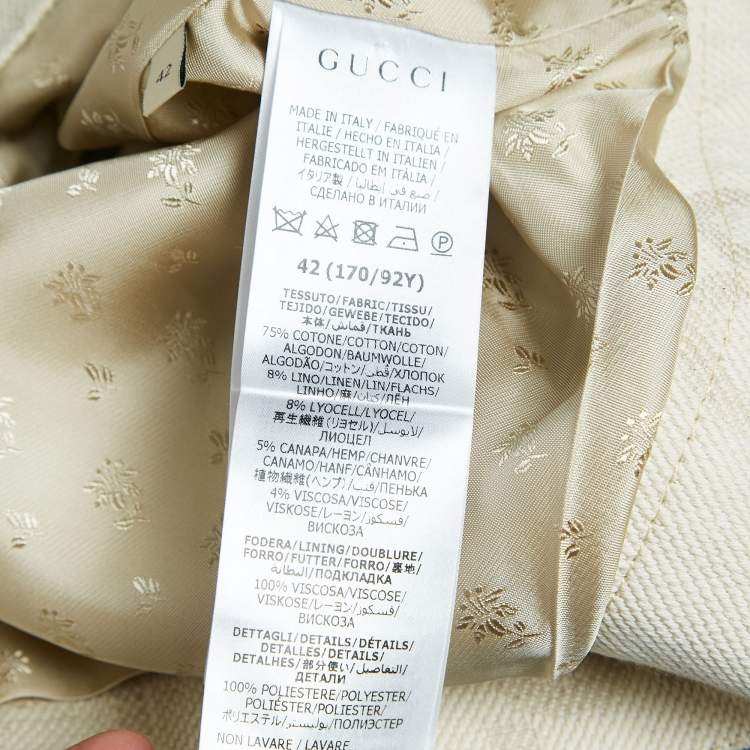 42
GUCCI
MADE IN ITALY / FABRIQUÉ EN
ITALIE / HECHO EN ITALIA /
HERGESTELLT IN ITALIEN /
FABRICADO EM ITÁLIA /
イタリア製 / صنع في إيطاليا /
СДЕЛАНО В ИТАЛИИ
P
42 (170/92Y)
TESSUTO/FABRIC/TISSU/
TEJIDO/GEWEBE/TECIDO/
本体/قماش/ТКАНЬ
75% COTONE/COTTON/COTON/
ALGODON/BAUMWOLLE/
ALGODÃO/コットン/قطن/ХЛОПОК
8% LINO/LINEN/LIN/FLACHS/
LINHO/麻/كتان/ЛЁН
8% LYOCELL/LYOCEL/
再生繊維(リヨセル)/لايوسل/
ЛИОЦЕЛ
5% CANAPA/HEMP/CHANVRE/
CANAMO/HANF/CÂNHAMO/
植物繊維(ヘンプ)/قنب/ПЕНЬКА
4% VISCOSA/VISCOSE/
VISKOSE/レーヨン/فسكوز/
ВИСКОЗА
FODERA/LINING/DOUBLURE/
FORRO/FUTTER/FORRO/裏地/
البطانة/ПОДКЛАДКА
100% VISCOSA/VISCOSE/
VISKOSE/レーヨン/فسكوز/
ВИСКОЗА
DETTAGLI/DETAILS/DÉTAILS/
DETALLES/DETAILS/
DETALHES/部分使い/التفاصيل/
ДЕТАЛИ
100% POLIESTERE/POLYESTER/
POLIÉSTER/POLYESTER/
ポリエステル/بوليستر/ПОЛИЭСТЕР
NON LAVARE / NE PAS LAVER